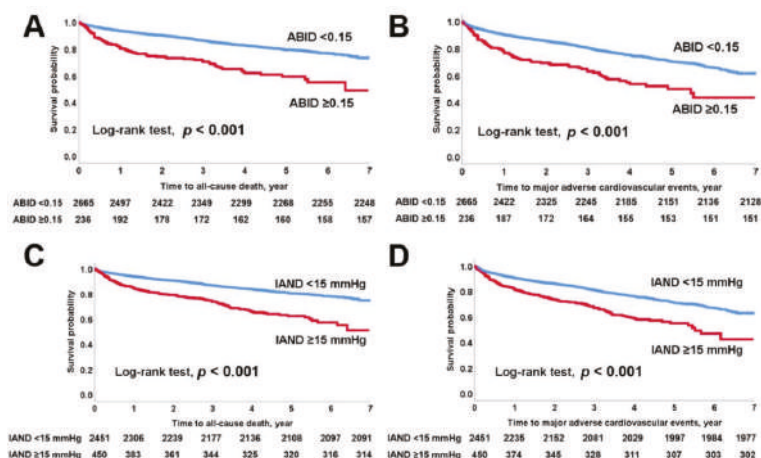 A
1.0
0.8
0.6
0.4
0.2
0.0
Survival probability
ABID <0.15
ABID ≥0.15
Log-rank test, p < 0.001
0 1 2 3 4 5 6 7
Time to all-cause death, year
ABID <0.15 2665 2497 2422 2349 2299 2268 2255 2248
ABID ≥0.15 236 192 178 172 162 160 158 157
B
1.0
0.8
0.6
0.4
0.2
0.0
Survival probability
ABID <0.15
ABID ≥0.15
Log-rank test, p < 0.001
0 1 2 3 4 5 6 7
Time to major adverse cardiovascular events, year
ABID <0.15 2665 2422 2325 2245 2185 2151 2136 2128
ABID ≥0.15 236 187 172 164 155 153 151 151
C
1.0
0.8
0.6
0.4
0.2
0.0
Survival probability
IAND <15 mmHg
IAND ≥15 mmHg
Log-rank test, p < 0.001
0 1 2 3 4 5 6 7
Time to all-cause death, year
IAND <15 mmHg 2451 2306 2239 2177 2136 2108 2097 2091
IAND ≥15 mmHg 450 383 361 344 325 320 316 314
D
1.0
0.8
0.6
0.4
0.2
0.0
Survival probability
IAND <15 mmHg
IAND ≥15 mmHg
Log-rank test, p < 0.001
0 1 2 3 4 5 6 7
Time to major adverse cardiovascular events, year
IAND <15 mmHg 2451 2235 2152 2081 2029 1997 1984 1977
IAND ≥15 mmHg 450 374 345 328 311 307 303 302